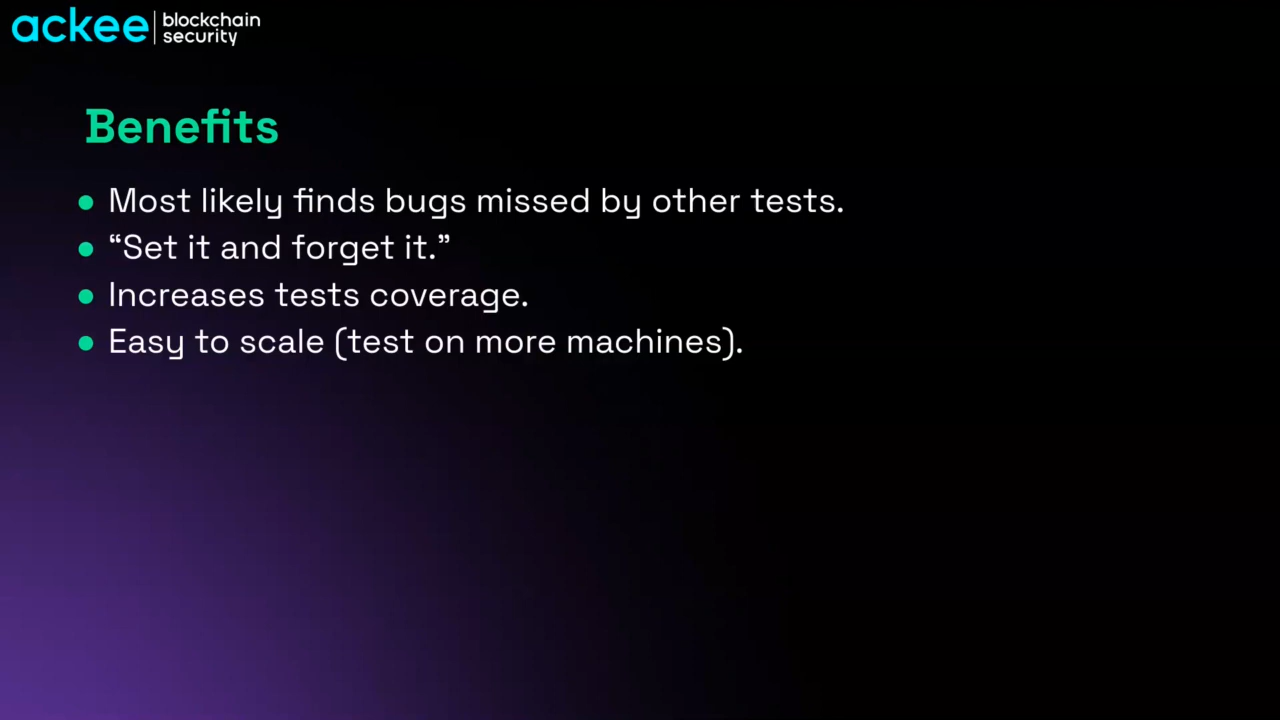 ackee blockchain
security
Benefits
• Most likely finds bugs missed by other tests.
• “Set it and forget it.”
• Increases tests coverage.
• Easy to scale (test on more machines).